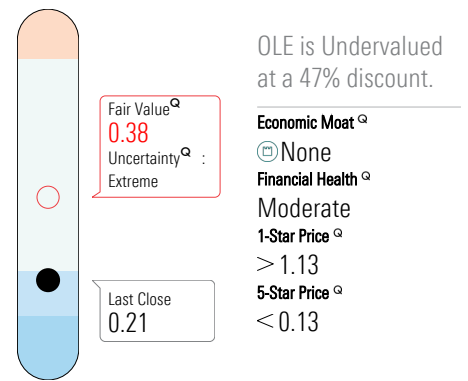 OLE is Undervalued
at a 47% discount.
Fair Value Q
0.38
Uncertainty Q :
Extreme
Last Close
0.21
Economic Moat Q
None
Financial Health Q
Moderate
1-Star Price Q
>1.13
5-Star Price Q
<0.13